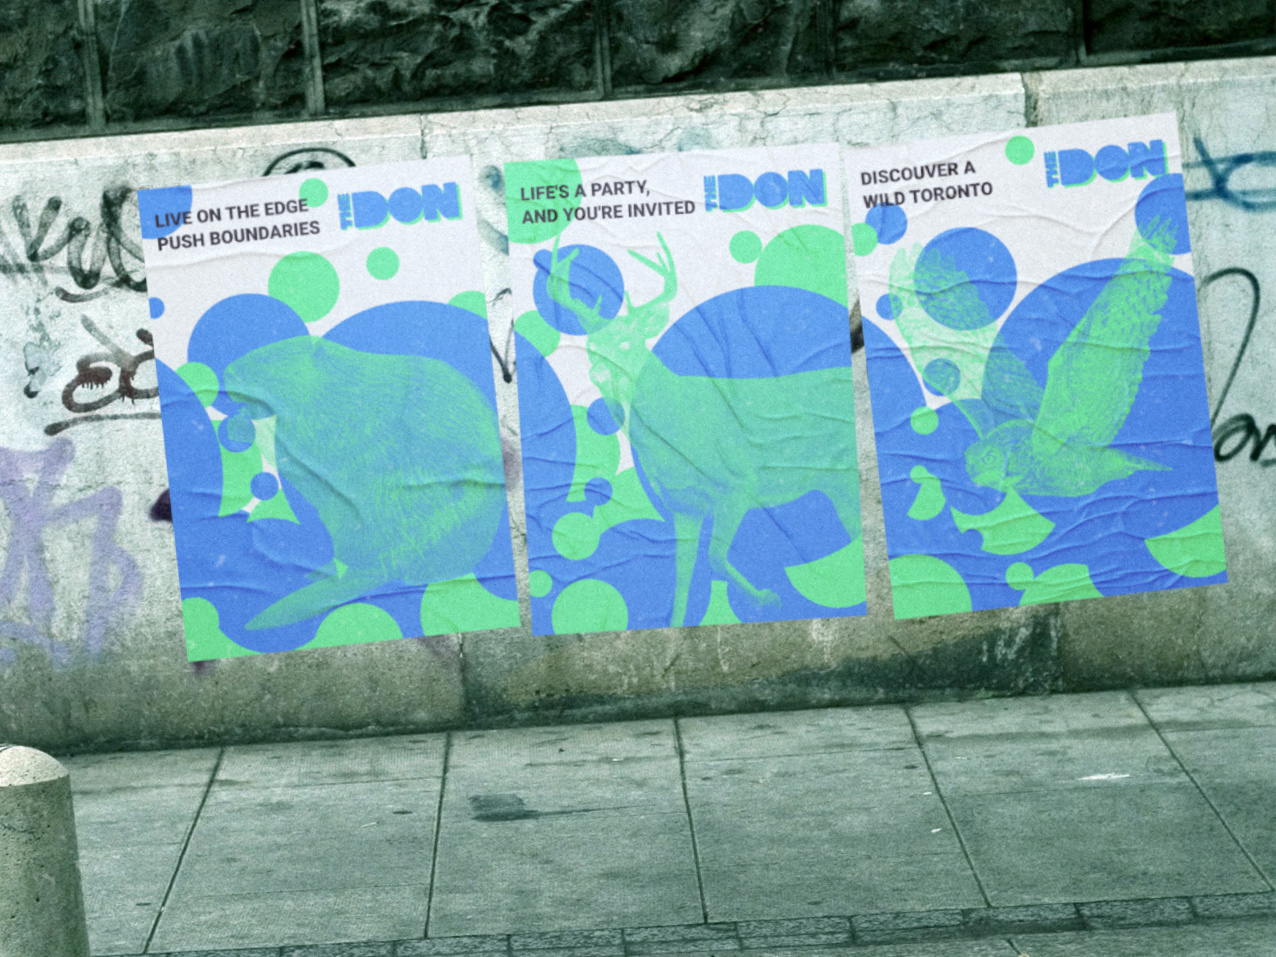 LIVE ON THE EDGE
PUSH BOUNDARIES
THE DON
LIFE'S A PARTY,
AND YOU'RE INVITED
THE DON
DISCOVER A
WILD TORONTO
THE DON